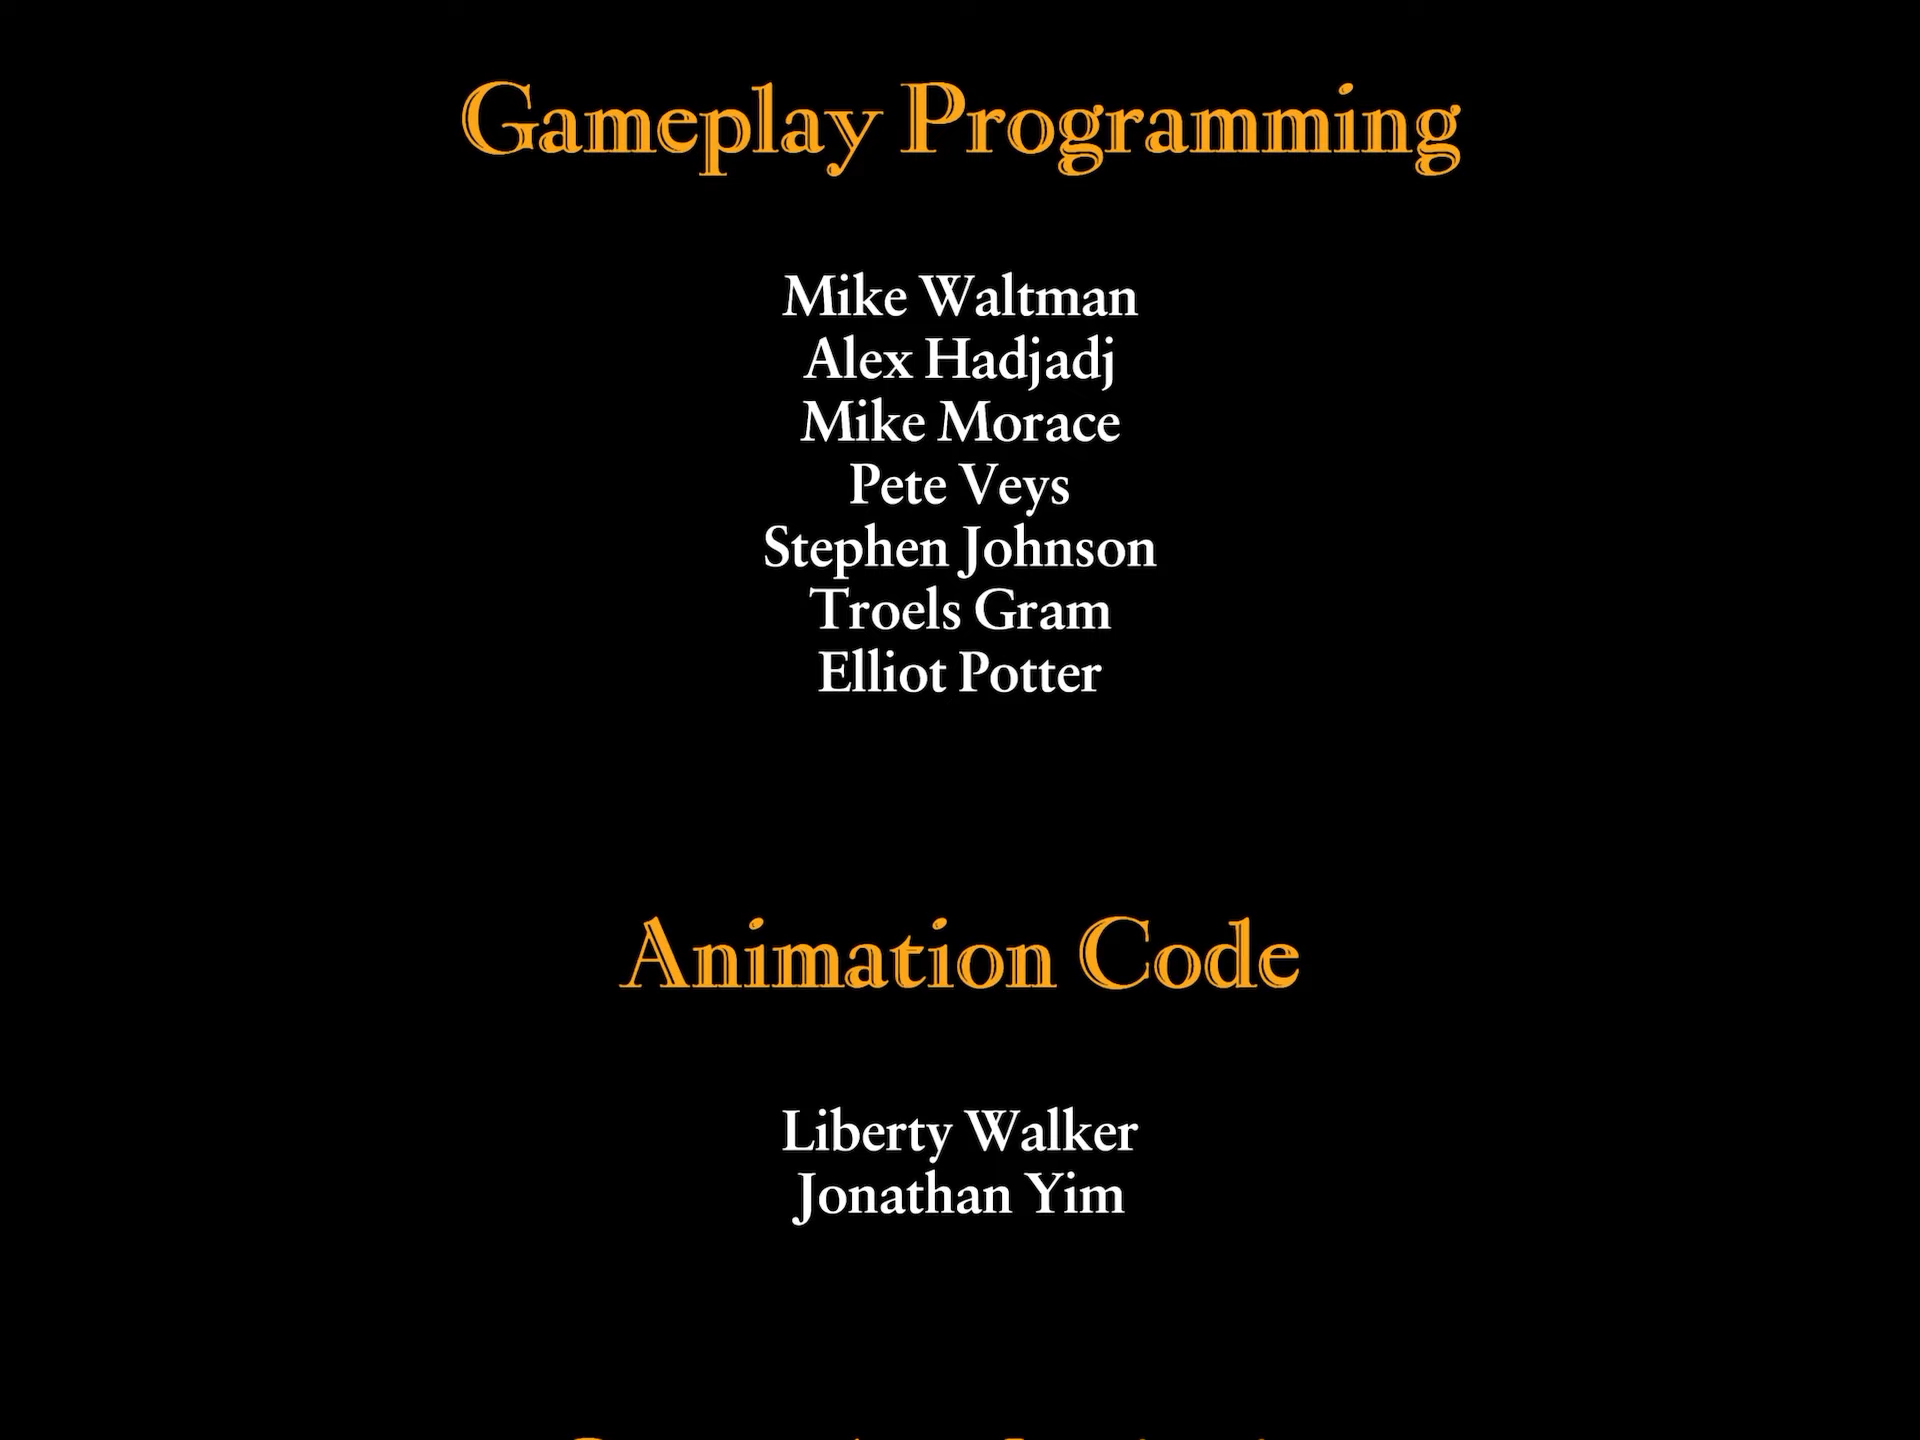 Gameplay Programming
Mike Waltman
Alex Hadjadj
Mike Morace
Pete Veys
Stephen Johnson
Troels Gram
Elliot Potter
Animation Code
Liberty Walker
Jonathan Yim